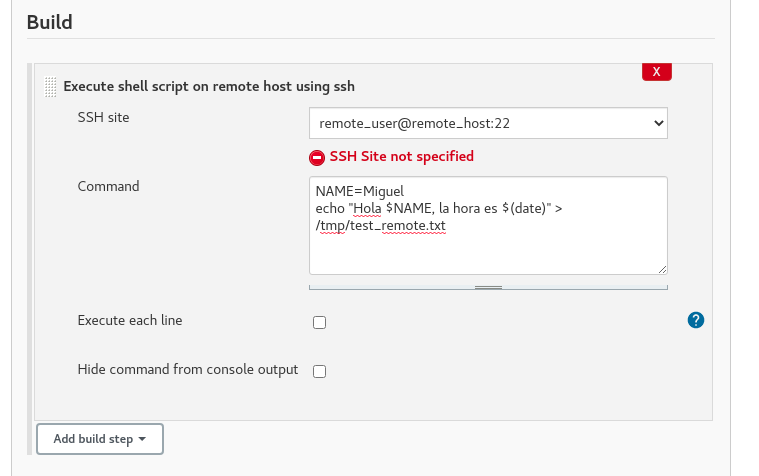 Build
X
Execute shell script on remote host using ssh
SSH site
remote_user@remote_host:22
SSH Site not specified
Command
NAME=Miguel
echo "Hola $NAME, la hora es $(date)" >
/tmp/test_remote.txt
Execute each line
?
Hide command from console output
Add build step